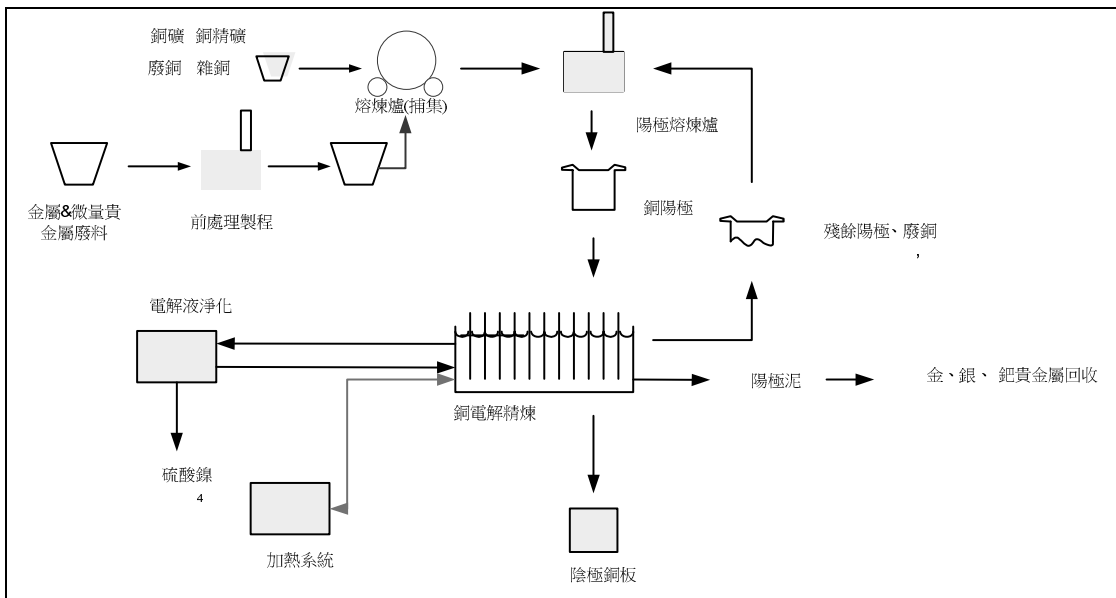 銅礦 銅精礦
廢銅 雜銅
熔煉爐(捕集)
陽極熔煉爐
金屬&微量貴
金屬廢料
前處理製程
銅陽極
殘餘陽極、廢銅
,
電解液淨化
陽極泥
金、銀、鈀貴金屬回收
銅電解精煉
硫酸鎳
4
加熱系統
陰極銅板